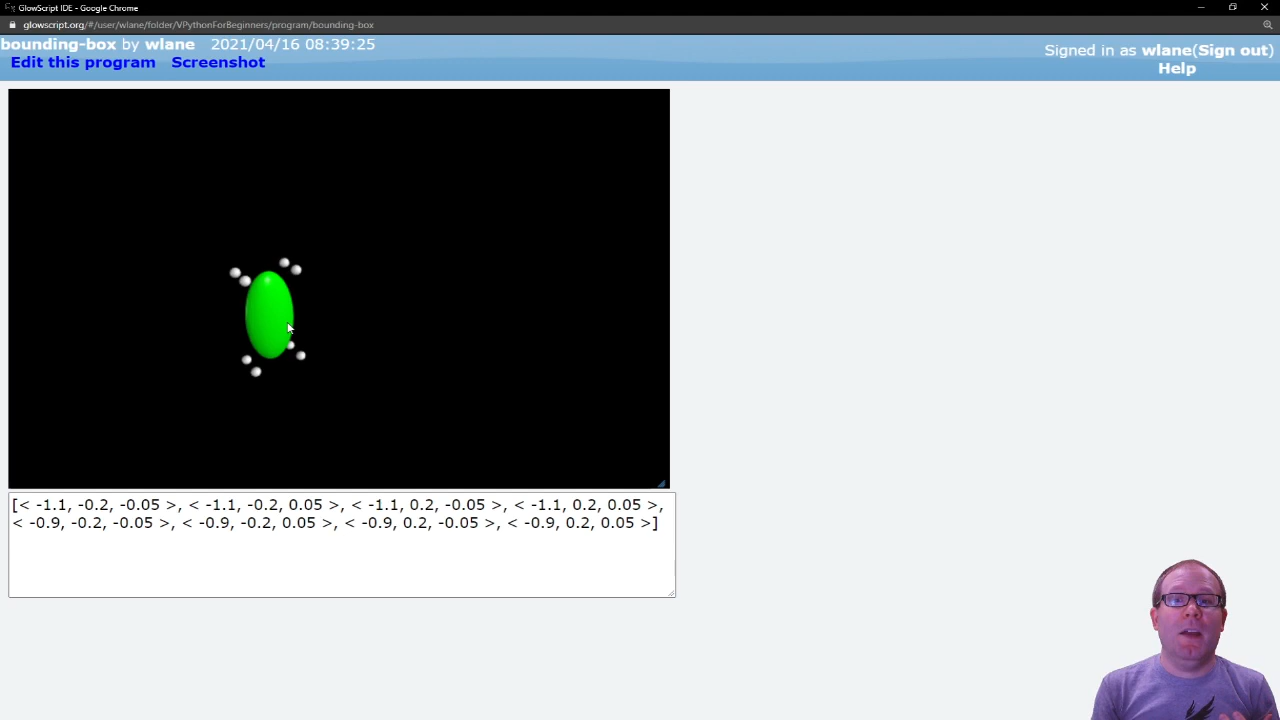 GlowScript IDE - Google Chrome
glowscript.org/#/user/wlane/folder/VPythonForBeginners/program/bounding-box
bounding-box by wlane 2021/04/16 08:39:25
Signed in as wlane(Sign out)
Edit this program Screenshot
Help
[< -1.1, -0.2, -0.05 >, < -1.1, -0.2, 0.05 >, < -1.1, 0.2, -0.05 >, < -1.1, 0.2, 0.05 >,
< -0.9, -0.2, -0.05 >, < -0.9, -0.2, 0.05 >, < -0.9, 0.2, -0.05 >, < -0.9, 0.2, 0.05 >]